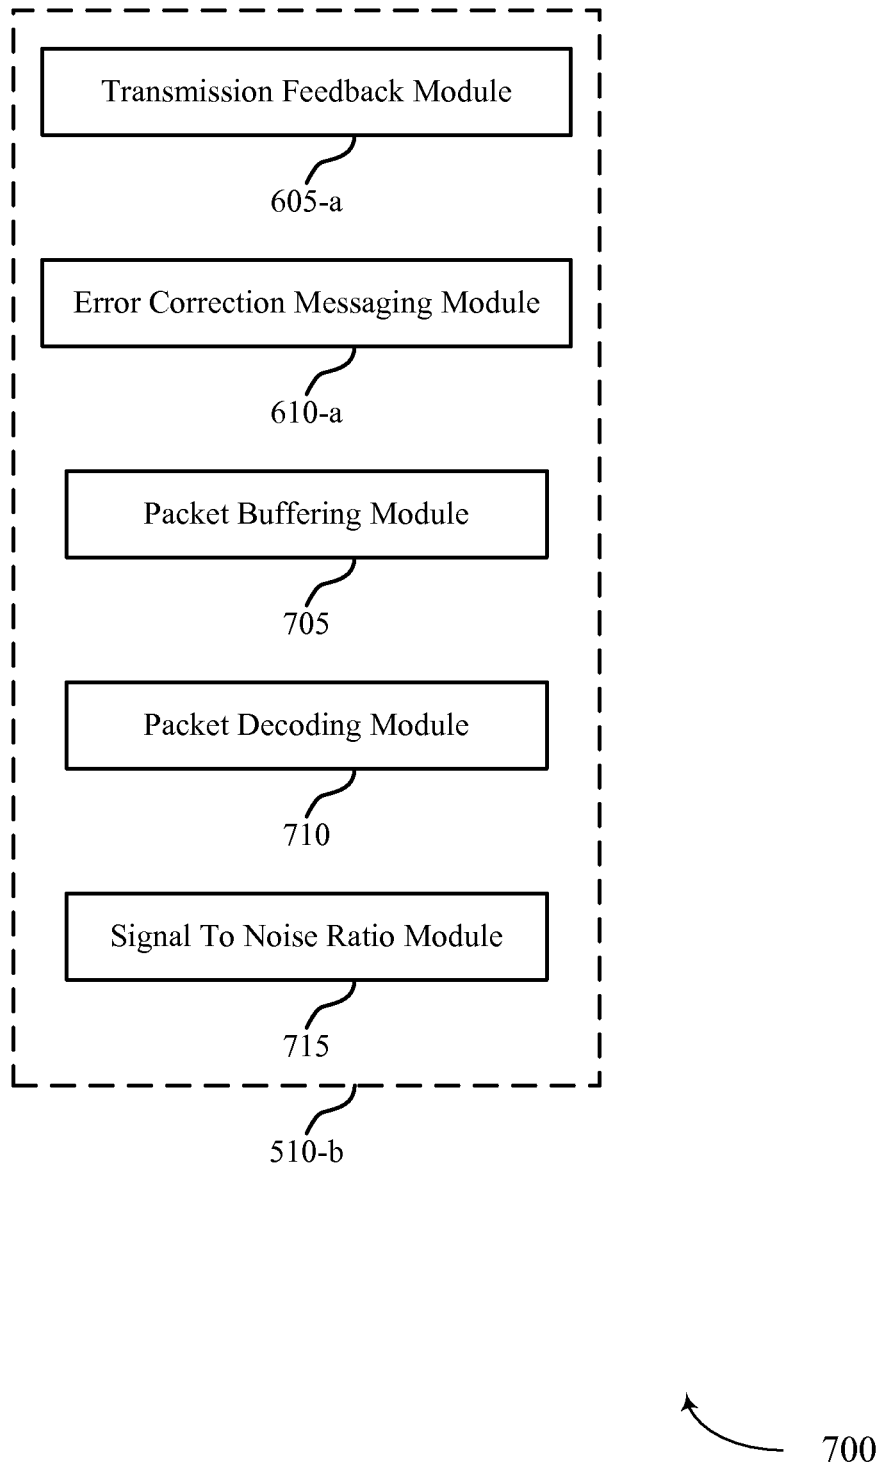 Transmission Feedback Module
605-a
Error Correction Messaging Module
610-a
Packet Buffering Module
705
Packet Decoding Module
710
Signal To Noise Ratio Module
715
510-b
700